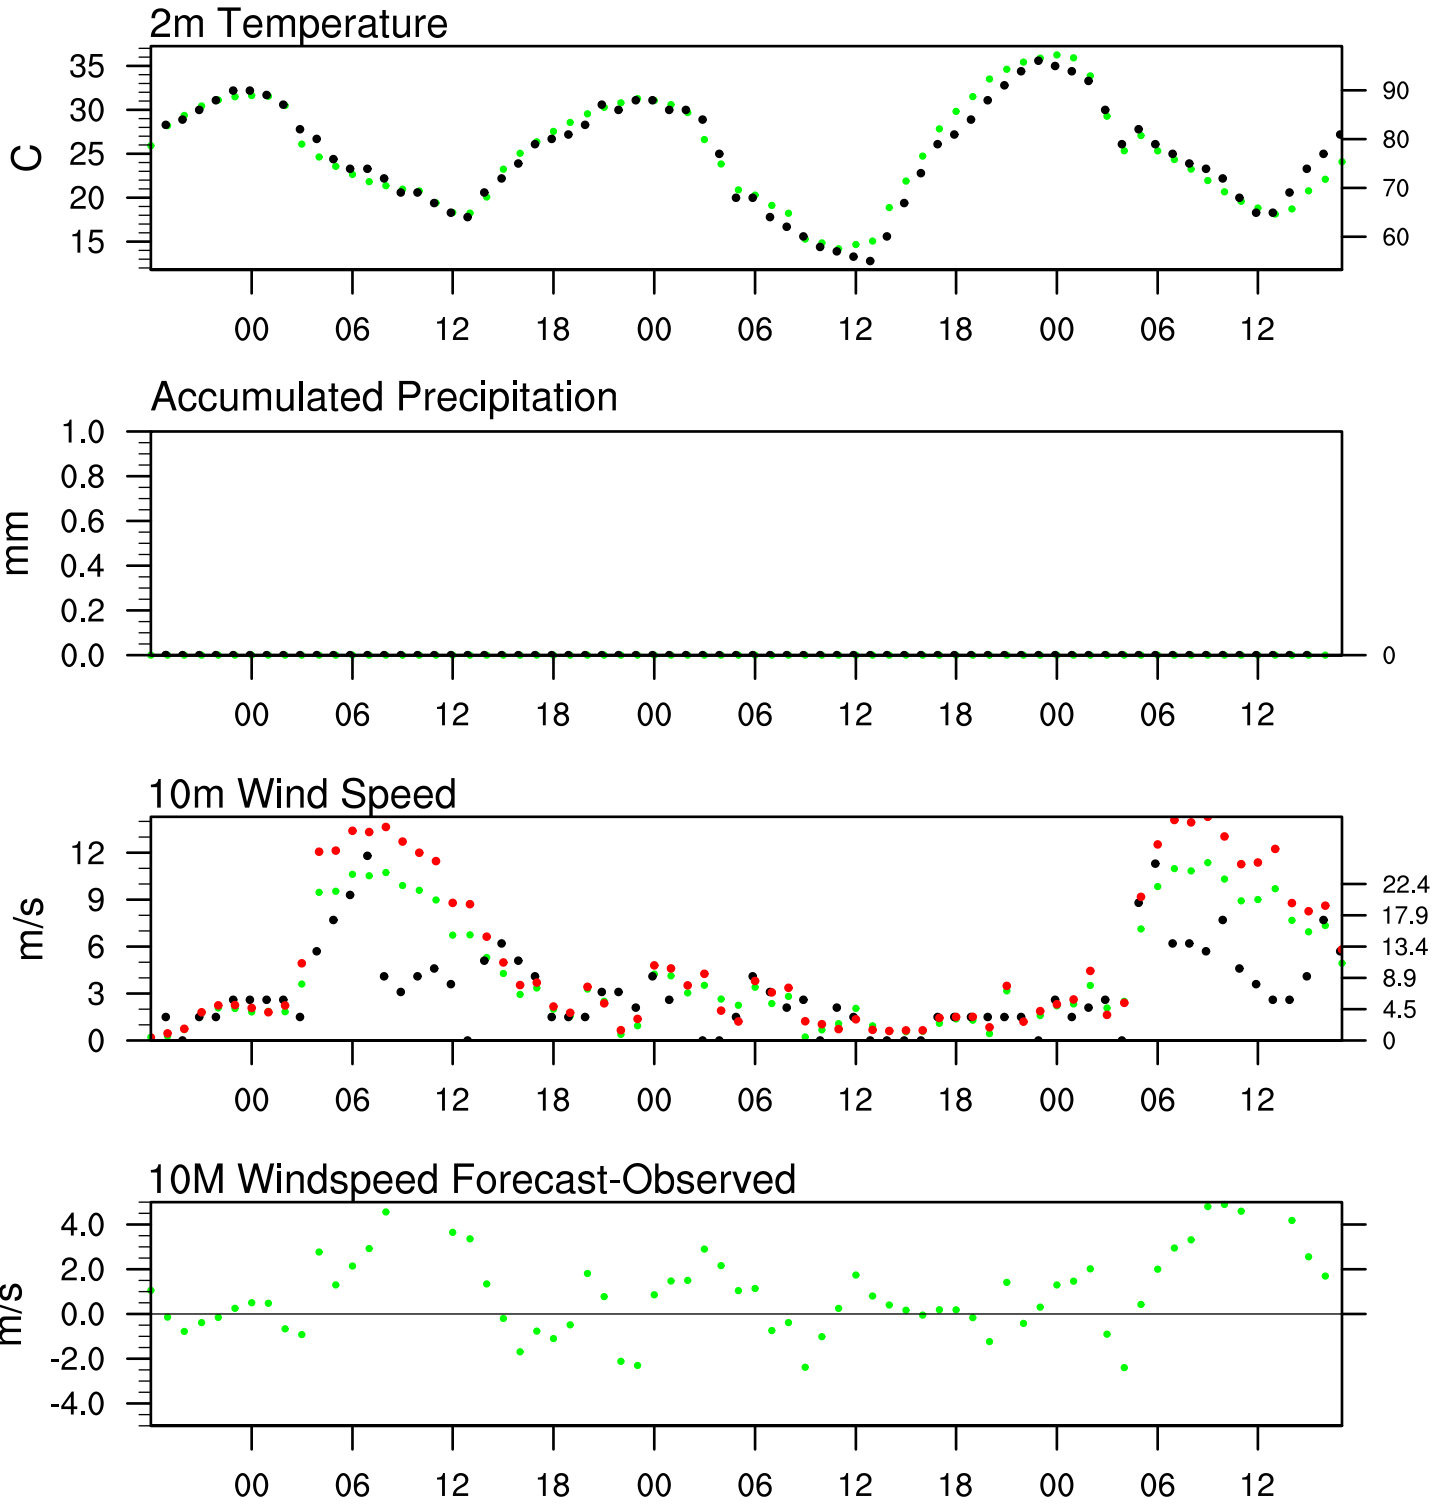 2m Temperature
35
30
25
20
15
C
90
80
70
60
00 06 12 18 00 06 12 18 00 06 12
Accumulated Precipitation
1.0
0.8
0.6
0.4
0.2
0.0
mm
0
00 06 12 18 00 06 12 18 00 06 12
10m Wind Speed
12
9
6
3
0
m/s
22.4
17.9
13.4
8.9
4.5
0
00 06 12 18 00 06 12 18 00 06 12
10M Windspeed Forecast-Observed
4.0
2.0
0.0
-2.0
-4.0
m/s
00 06 12 18 00 06 12 18 00 06 12